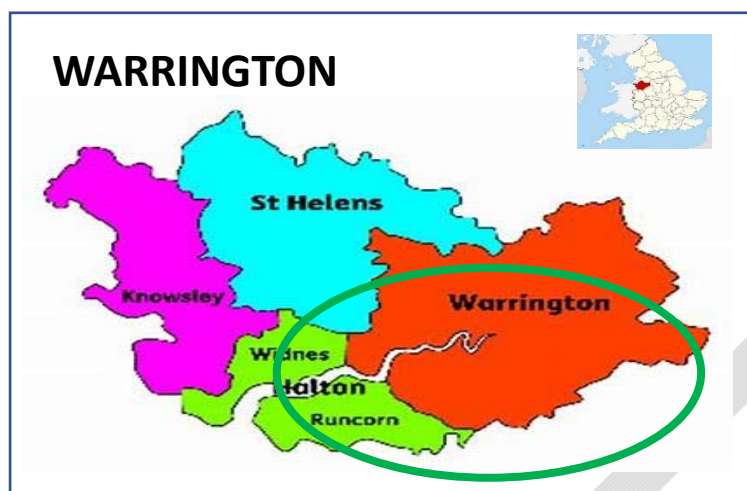 WARRINGTON
St Helens
Knowsley
Warrington
Widnes
Halton
Runcorn